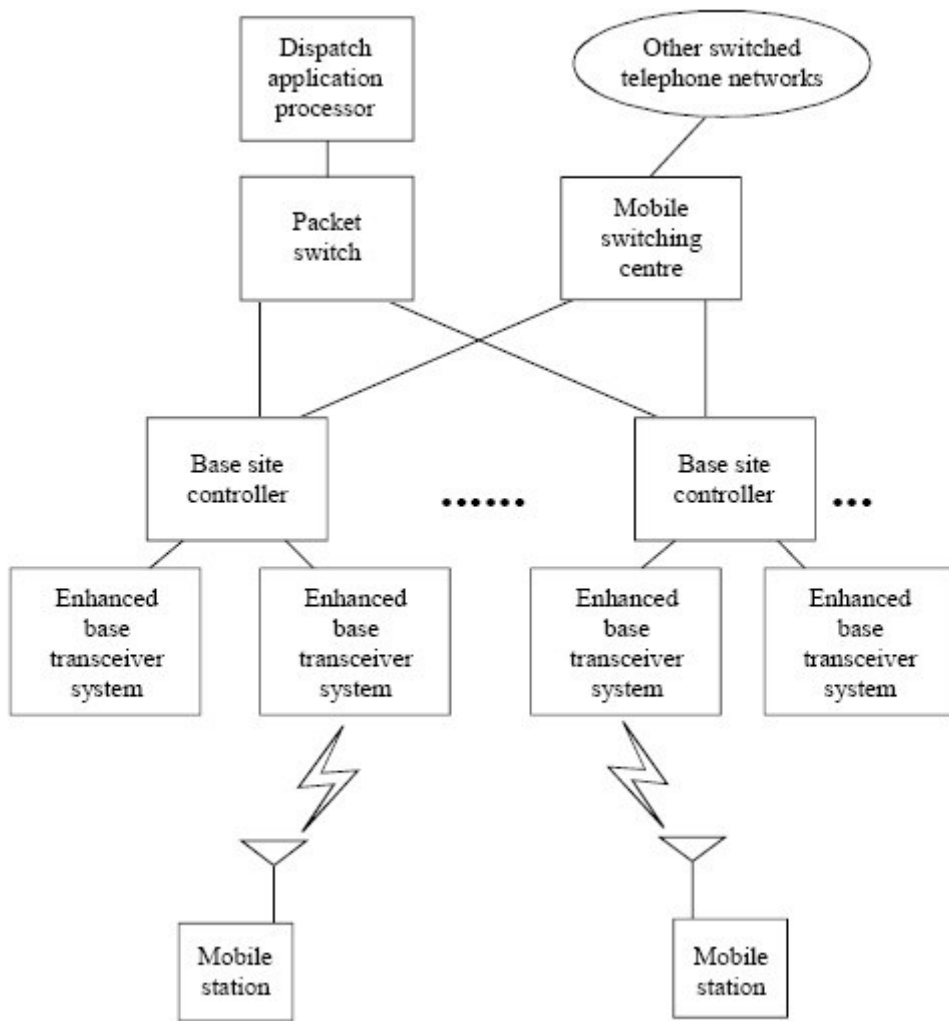 Dispatch
application
processor
Other switched
telephone networks
Packet
switch
Mobile
switching
centre
Base site
controller
Base site
controller
Enhanced
base
transceiver
system
Enhanced
base
transceiver
system
Enhanced
base
transceiver
system
Enhanced
base
transceiver
system
Mobile
station
Mobile
station